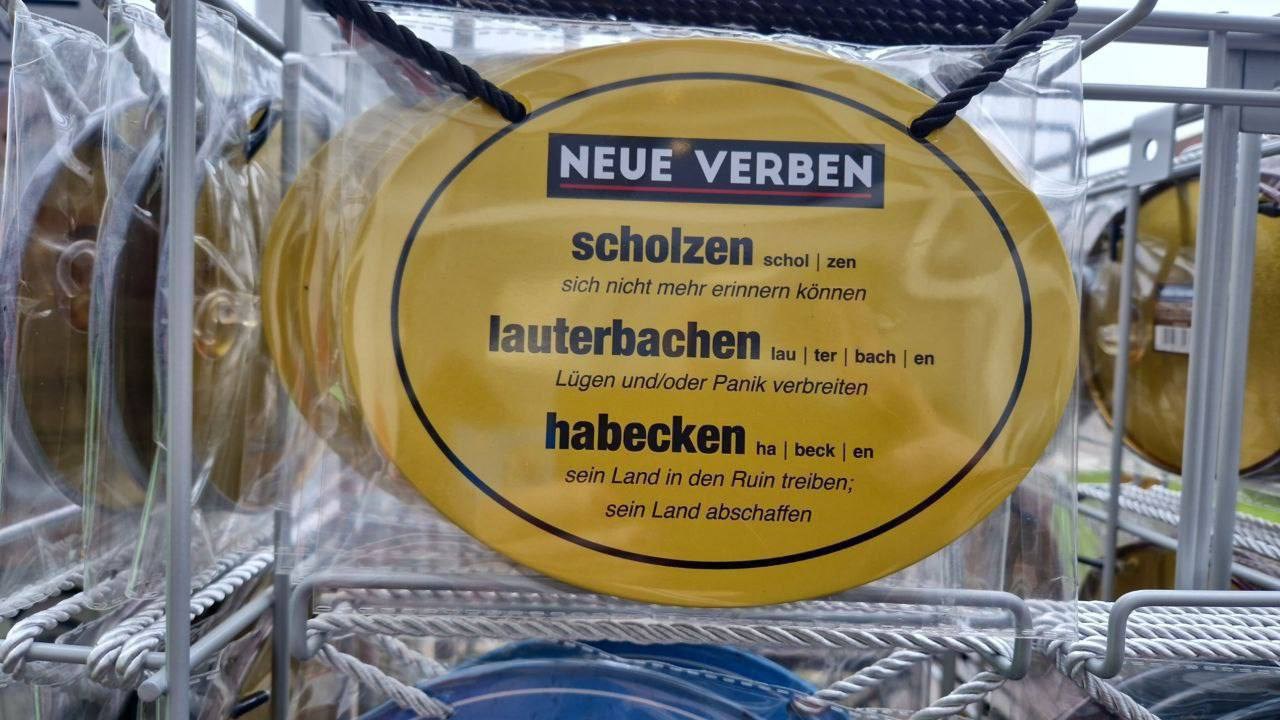 NEUE VERBEN
scholzen schol | zen
sich nicht mehr erinnern können
lauterbachen lau | ter | bach | en
Lügen und/oder Panik verbreiten
habecken ha | beck | en
sein Land in den Ruin treiben;
sein Land abschaffen